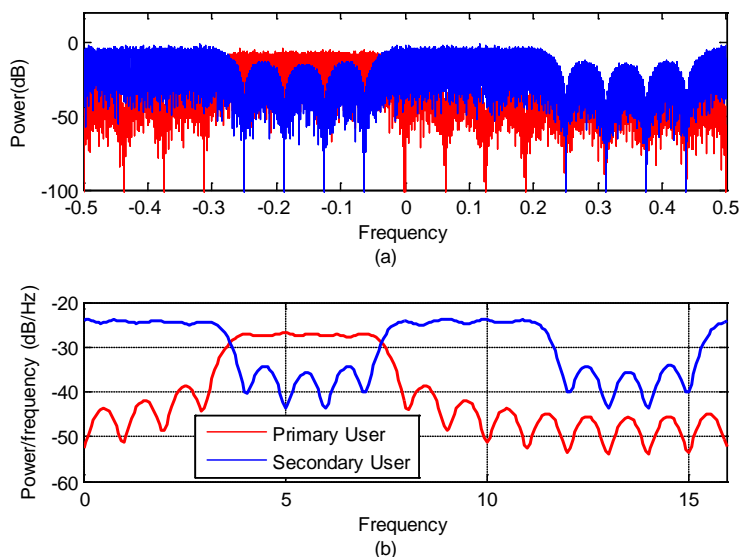 0
-50
-100
Power(dB)
-0.5 -0.4 -0.3 -0.2 -0.1 0 0.1 0.2 0.3 0.4 0.5
Frequency
(a)
-20
-30
-40
-50
-60
Power/frequency (dB/Hz)
Primary User
Secondary User
0 5 10 15
Frequency
(b)